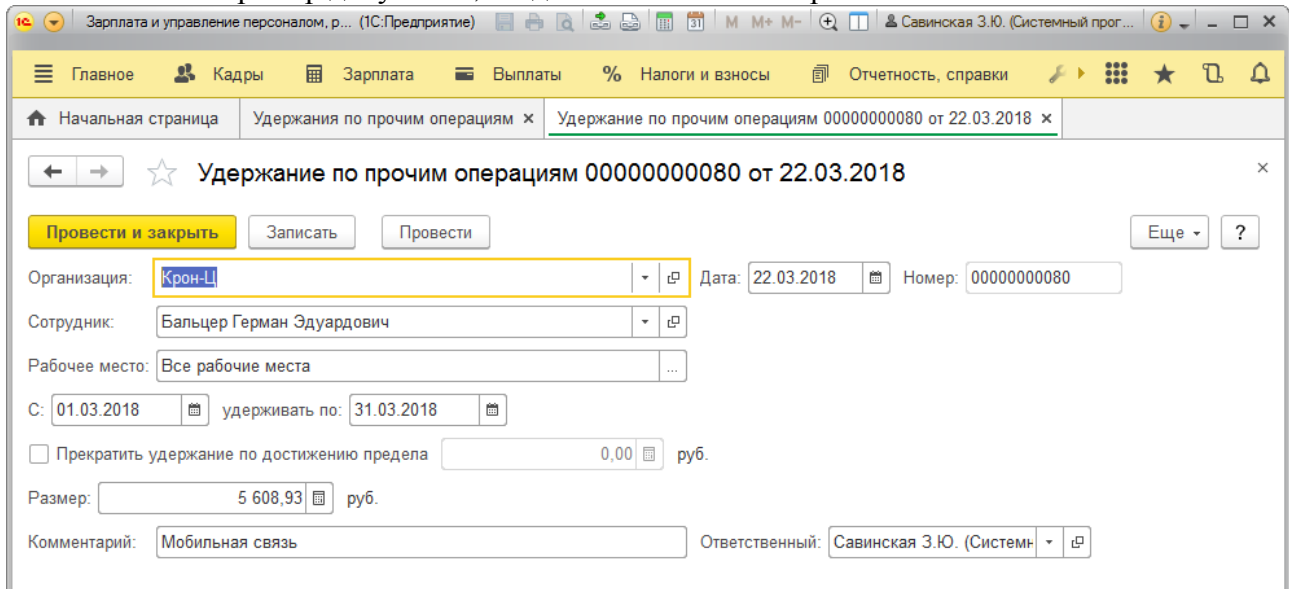 Зарплата и управление персоналом, р... (1С:Предприятие) M M+ M- Савинская З.Ю. (Системный прог...
Главное Кадры Зарплата Выплаты % Налоги и взносы Отчетность, справки
Начальная страница Удержания по прочим операциям × Удержание по прочим операциям 00000000080 от 22.03.2018 ×
Удержание по прочим операциям 00000000080 от 22.03.2018
Провести и закрыть Записать Провести Еще ?
Организация: Крон-Ц Дата: 22.03.2018 Номер: 00000000080
Сотрудник: Бальцер Герман Эдуардович
Рабочее место: Все рабочие места ...
С: 01.03.2018 удерживать по: 31.03.2018
Прекратить удержание по достижению предела 0,00 руб.
Размер: 5 608,93 руб.
Комментарий: Мобильная связь Ответственный: Савинская З.Ю. (Системн